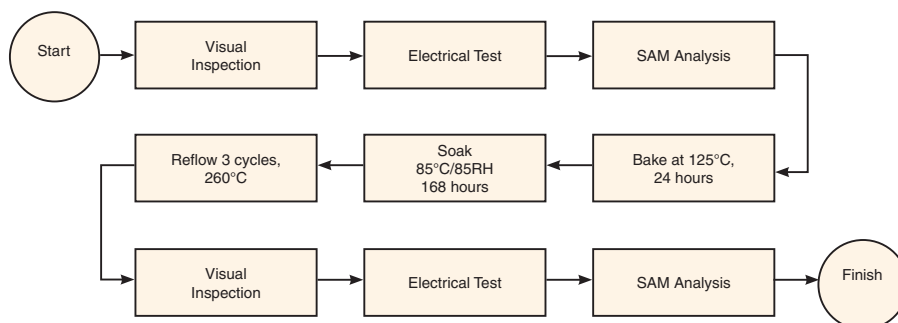 Start
Visual
Inspection
Electrical Test
SAM Analysis
Bake at 125°C,
24 hours
Soak
85°C/85RH
168 hours
Reflow 3 cycles,
260°C
Visual
Inspection
Electrical Test
SAM Analysis
Finish